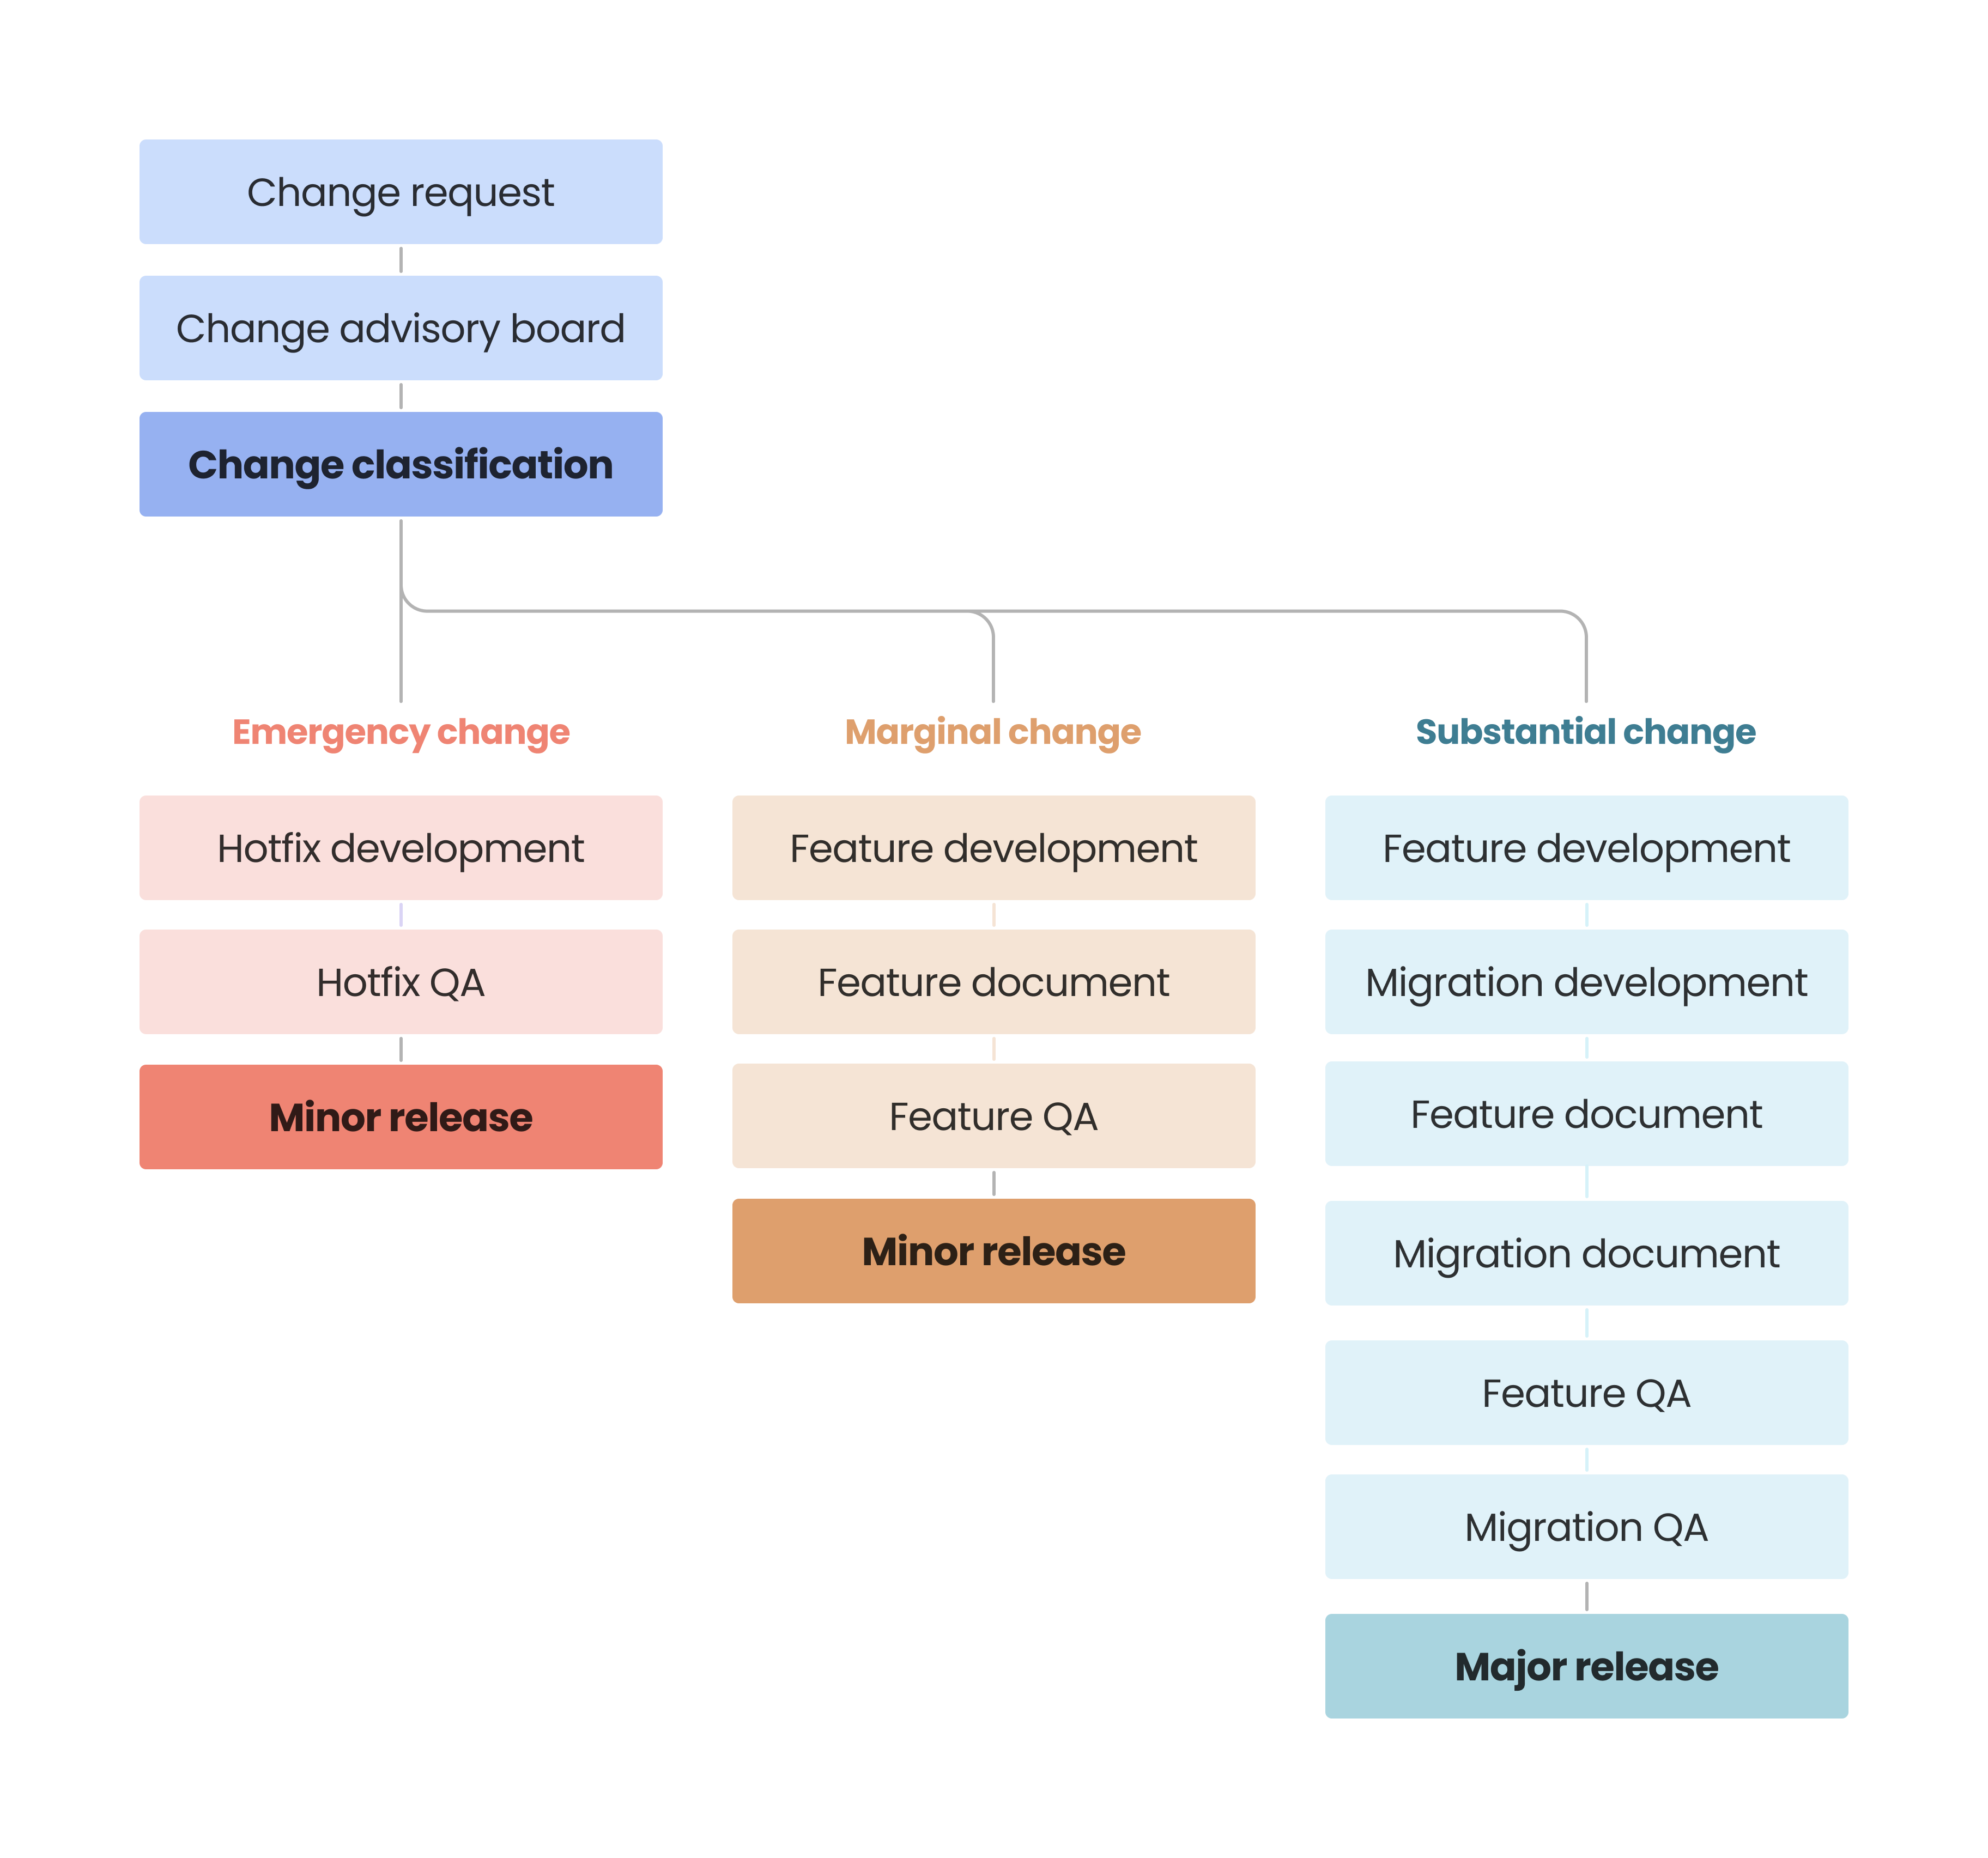 Change request
Change advisory board
Change classification
Emergency change
Hotfix development
Hotfix QA
Minor release
Marginal change
Feature development
Feature document
Feature QA
Minor release
Substantial change
Feature development
Migration development
Feature document
Migration document
Feature QA
Migration QA
Major release